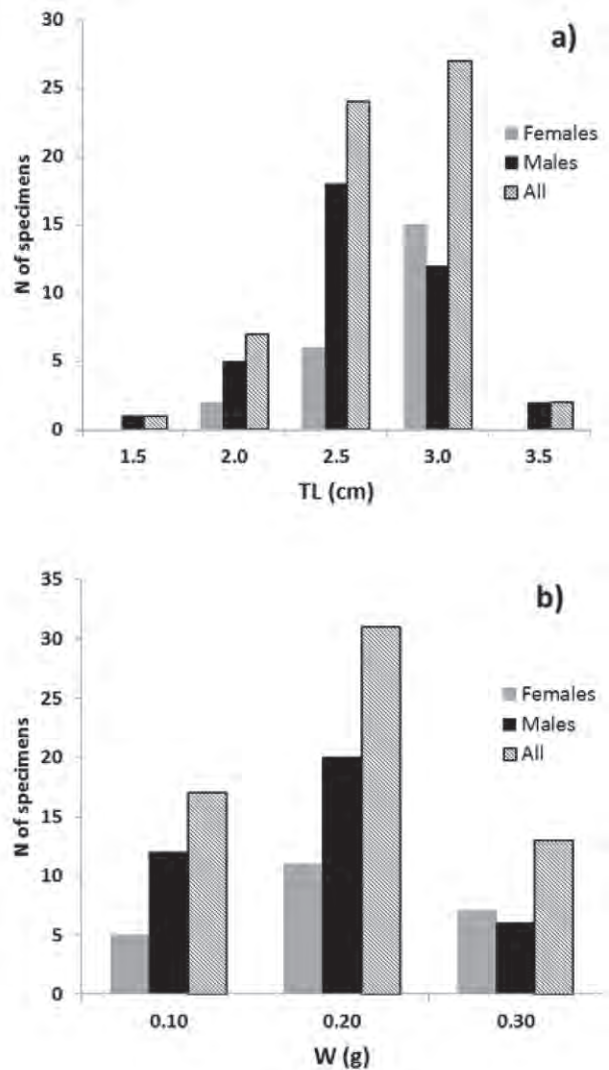 a)
30
25
20
15
10
5
0
N of specimens
Females
Males
All
1.5 2.0 2.5 3.0 3.5
TL (cm)
b)
35
30
25
20
15
10
5
0
N of specimens
Females
Males
All
0.10 0.20 0.30
W (g)